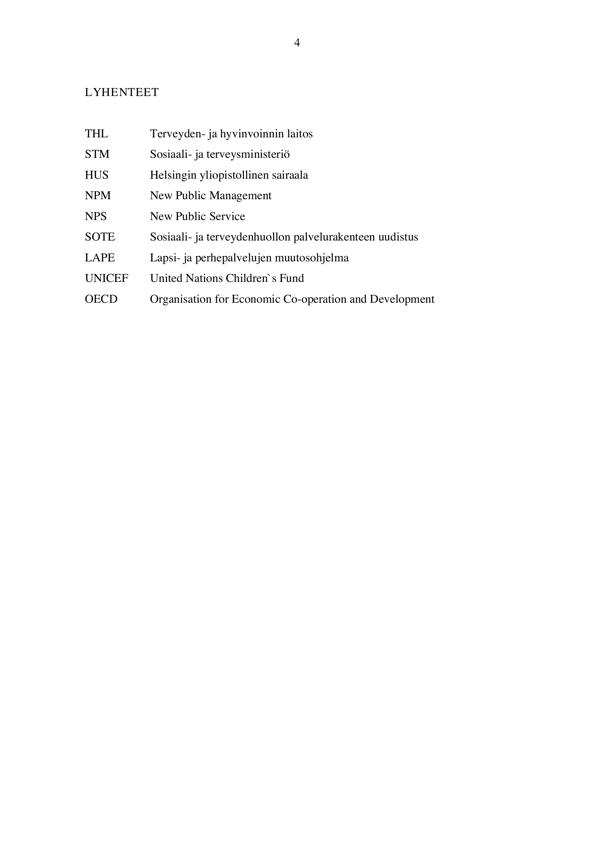 4
LYHENTEET
THL Terveyden- ja hyvinvoinnin laitos
STM Sosiaali- ja terveysministeriö
HUS Helsingin yliopistollinen sairaala
NPM New Public Management
NPS New Public Service
SOTE Sosiaali- ja terveydenhuollon palvelurakenteen uudistus
LAPE Lapsi- ja perhepalvelujen muutosohjelma
UNICEF United Nations Children`s Fund
OECD Organisation for Economic Co-operation and Development